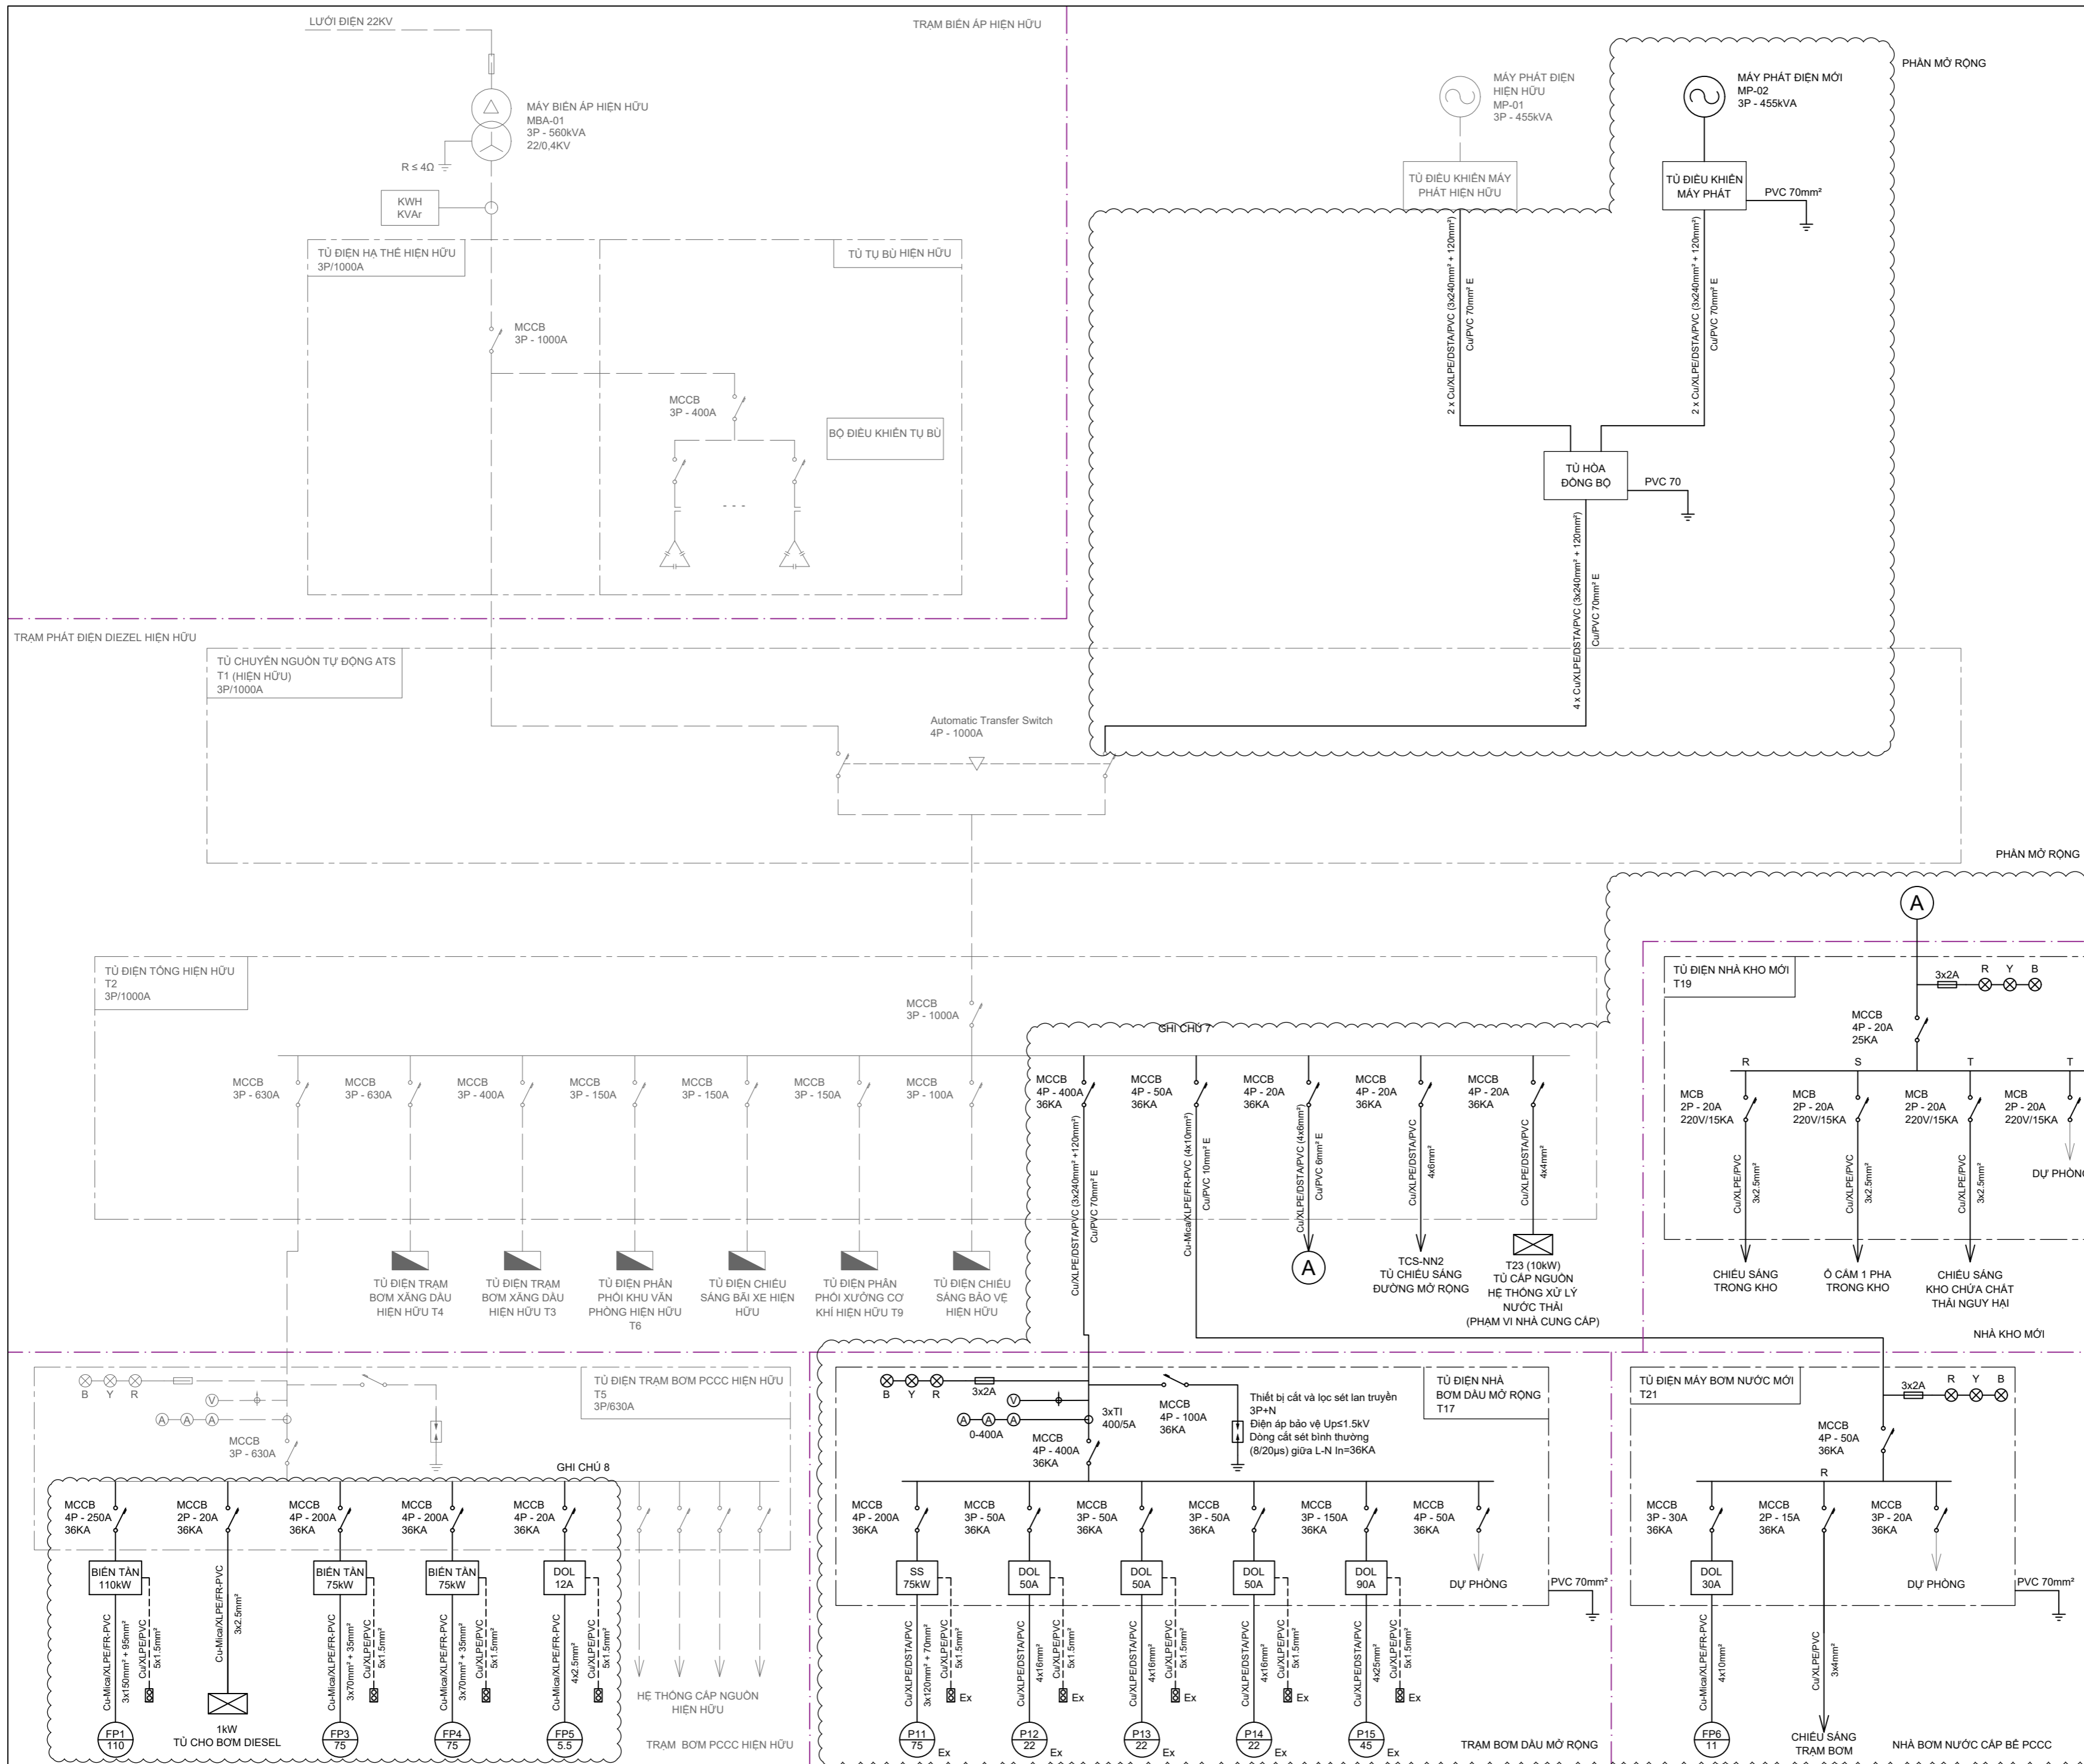 LƯỚI ĐIỆN 22KV
TRẠM BIẾN ÁP HIỆN HỮU
MÁY BIẾN ÁP HIỆN HỮU
MBA-01
3P - 560kVA
22/0,4KV
R ≤ 4Ω
KWH
KVAr
TỦ ĐIỆN HẠ THẾ HIỆN HỮU
3P/1000A
TỦ TỤ BÙ HIỆN HỮU
MCCB
3P - 1000A
MCCB
3P - 400A
BỘ ĐIỀU KHIỂN TỤ BÙ
- - -
PHẦN MỞ RỘNG
MÁY PHÁT ĐIỆN
HIỆN HỮU
MP-01
3P - 455kVA
MÁY PHÁT ĐIỆN MỚI
MP-02
3P - 455kVA
TỦ ĐIỀU KHIỂN MÁY
PHÁT HIỆN HỮU
TỦ ĐIỀU KHIỂN
MÁY PHÁT
PVC 70mm²
2 x Cu/XLPE/DSTA/PVC (3x240mm² + 120mm²)
Cu/PVC 70mm² E
2 x Cu/XLPE/DSTA/PVC (3x240mm² + 120mm²)
Cu/PVC 70mm² E
TỦ HÒA
ĐỒNG BỘ
PVC 70
4 x Cu/XLPE/DSTA/PVC (3x240mm² + 120mm²)
Cu/PVC 70mm² E
TRẠM PHÁT ĐIỆN DIEZEL HIỆN HỮU
TỦ CHUYỂN NGUỒN TỰ ĐỘNG ATS
T1 (HIỆN HỮU)
3P/1000A
Automatic Transfer Switch
4P - 1000A
PHẦN MỞ RỘNG
TỦ ĐIỆN TỔNG HIỆN HỮU
T2
3P/1000A
MCCB
3P - 1000A
GHI CHÚ 7
MCCB
3P - 630A
MCCB
3P - 630A
MCCB
3P - 400A
MCCB
3P - 150A
MCCB
3P - 150A
MCCB
3P - 150A
MCCB
3P - 100A
MCCB
4P - 400A
36KA
MCCB
4P - 50A
36KA
MCCB
4P - 20A
36KA
MCCB
4P - 20A
36KA
MCCB
4P - 20A
36KA
Cu/XLPE/DSTA/PVC (3x240mm² +120mm²)
Cu/PVC 70mm² E
Cu-Mica/XLPE/FR-PVC (4x10mm²)
Cu/PVC 10mm² E
Cu/XLPE/DSTA/PVC (4x6mm²)
Cu/PVC 6mm² E
Cu/XLPE/DSTA/PVC
4x6mm²
Cu/XLPE/DSTA/PVC
4x4mm²
TỦ ĐIỆN TRẠM
BƠM XĂNG DẦU
HIỆN HỮU T4
TỦ ĐIỆN TRẠM
BƠM XĂNG DẦU
HIỆN HỮU T3
TỦ ĐIỆN PHÂN
PHỐI KHU VĂN
PHÒNG HIỆN HỮU
T6
TỦ ĐIỆN CHIẾU
SÁNG BÃI XE HIỆN
HỮU
TỦ ĐIỆN PHÂN
PHỐI XƯỞNG CƠ
KHÍ HIỆN HỮU T9
TỦ ĐIỆN CHIẾU
SÁNG BẢO VỆ
HIỆN HỮU
A
TCS-NN2
TỦ CHIẾU SÁNG
ĐƯỜNG MỞ RỘNG
T23 (10kW)
TỦ CẤP NGUỒN
HỆ THỐNG XỬ LÝ
NƯỚC THẢI
(PHẠM VI NHÀ CUNG CẤP)
A
TỦ ĐIỆN NHÀ KHO MỚI
T19
3x2A
R Y B
MCCB
4P - 20A
25KA
R S T T
MCB
2P - 20A
220V/15KA
MCB
2P - 20A
220V/15KA
MCB
2P - 20A
220V/15KA
MCB
2P - 20A
220V/15KA
Cu/XLPE/PVC
3x2.5mm²
Cu/XLPE/PVC
3x2.5mm²
Cu/XLPE/PVC
3x2.5mm²
DỰ PHÒNG
CHIẾU SÁNG
TRONG KHO
Ổ CẮM 1 PHA
TRONG KHO
CHIẾU SÁNG
KHO CHỨA CHẤT
THẢI NGUY HẠI
NHÀ KHO MỚI
B Y R
V
A A A
TỦ ĐIỆN TRẠM BƠM PCCC HIỆN HỮU
T5
3P/630A
MCCB
3P - 630A
GHI CHÚ 8
MCCB
4P - 250A
36KA
MCCB
2P - 20A
36KA
MCCB
4P - 200A
36KA
MCCB
4P - 200A
36KA
MCCB
4P - 20A
36KA
BIẾN TẦN
110kW
BIẾN TẦN
75kW
BIẾN TẦN
75kW
DOL
12A
Cu-Mica/XLPE/FR-PVC
3x150mm² + 95mm²
Cu/XLPE/PVC
5x1.5mm²
Cu-Mica/XLPE/FR-PVC
3x2.5mm²
Cu-Mica/XLPE/FR-PVC
3x70mm² + 35mm²
Cu/XLPE/PVC
5x1.5mm²
Cu-Mica/XLPE/FR-PVC
3x70mm² + 35mm²
Cu/XLPE/PVC
5x1.5mm²
Cu-Mica/XLPE/FR-PVC
4x2.5mm²
Cu/XLPE/PVC
5x1.5mm²
FP1
110
1kW
TỦ CHO BƠM DIESEL
FP3
75
FP4
75
FP5
5.5
HỆ THỐNG CẤP NGUỒN
HIỆN HỮU
TRẠM BƠM PCCC HIỆN HỮU
B Y R
3x2A
V
A A A
0-400A
3xTI
400/5A
MCCB
4P - 400A
36KA
MCCB
4P - 100A
36KA
Thiết bị cắt và lọc sét lan truyền
3P+N
Điện áp bảo vệ Up≤1.5kV
Dòng cắt sét bình thường
(8/20µs) giữa L-N In=36KA
TỦ ĐIỆN NHÀ
BƠM DẦU MỞ RỘNG
T17
MCCB
4P - 200A
36KA
MCCB
3P - 50A
36KA
MCCB
3P - 50A
36KA
MCCB
3P - 50A
36KA
MCCB
3P - 150A
36KA
MCCB
4P - 50A
36KA
SS
75kW
DOL
50A
DOL
50A
DOL
50A
DOL
90A
DỰ PHÒNG
PVC 70mm²
Cu/XLPE/DSTA/PVC
3x120mm² + 70mm²
Cu/XLPE/PVC
5x1.5mm²
Cu/XLPE/DSTA/PVC
4x16mm²
Cu/XLPE/PVC
5x1.5mm²
Cu/XLPE/DSTA/PVC
4x16mm²
Cu/XLPE/PVC
5x1.5mm²
Cu/XLPE/DSTA/PVC
4x16mm²
Cu/XLPE/PVC
5x1.5mm²
Cu/XLPE/DSTA/PVC
4x25mm²
Cu/XLPE/PVC
5x1.5mm²
Ex Ex Ex Ex Ex
P11
75
Ex
P12
22
Ex
P13
22
Ex
P14
22
Ex
P15
45
Ex
TRẠM BƠM DẦU MỞ RỘNG
TỦ ĐIỆN MÁY BƠM NƯỚC MỚI
T21
3x2A
R Y B
MCCB
4P - 50A
36KA
R
MCCB
3P - 30A
36KA
MCCB
2P - 15A
36KA
MCCB
3P - 20A
36KA
DOL
30A
DỰ PHÒNG
PVC 70mm²
Cu-Mica/XLPE/FR-PVC
4x10mm²
Cu/XLPE/PVC
3x4mm²
FP6
11
CHIẾU SÁNG
TRẠM BƠM
NHÀ BƠM NƯỚC CẤP BỂ PCCC